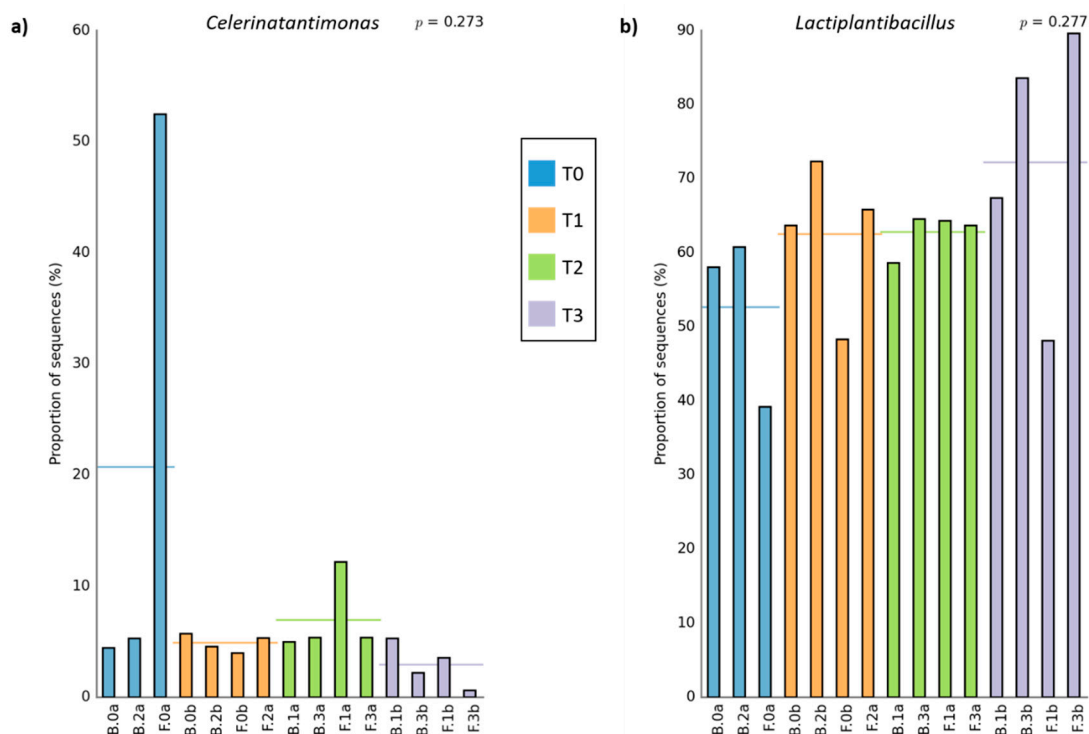 a)
Celerinatantimonas
p = 0.273
60
50
40
30
20
10
0
Proportion of sequences (%)
B.0a
B.2a
F.0a
B.0b
B.2b
F.0b
F.2a
B.1a
B.3a
F.1a
F.3a
B.1b
B.3b
F.1b
F.3b
T0
T1
T2
T3
b)
Lactiplantibacillus
p = 0.277
90
80
70
60
50
40
30
20
10
0
Proportion of sequences (%)
B.0a
B.2a
F.0a
B.0b
B.2b
F.0b
F.2a
B.1a
B.3a
F.1a
F.3a
B.1b
B.3b
F.1b
F.3b